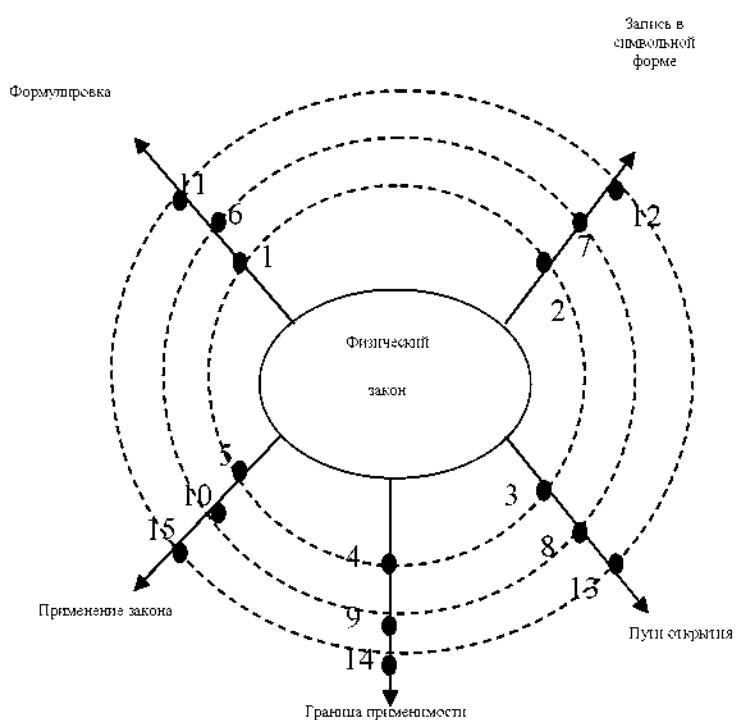 Запись в
символьной
форме
Формулировка
11
12
6
7
1
2
Физический
закон
5
3
10
15
4
8
13
9
14
Применение закона
Пути открытия
Граница применимости